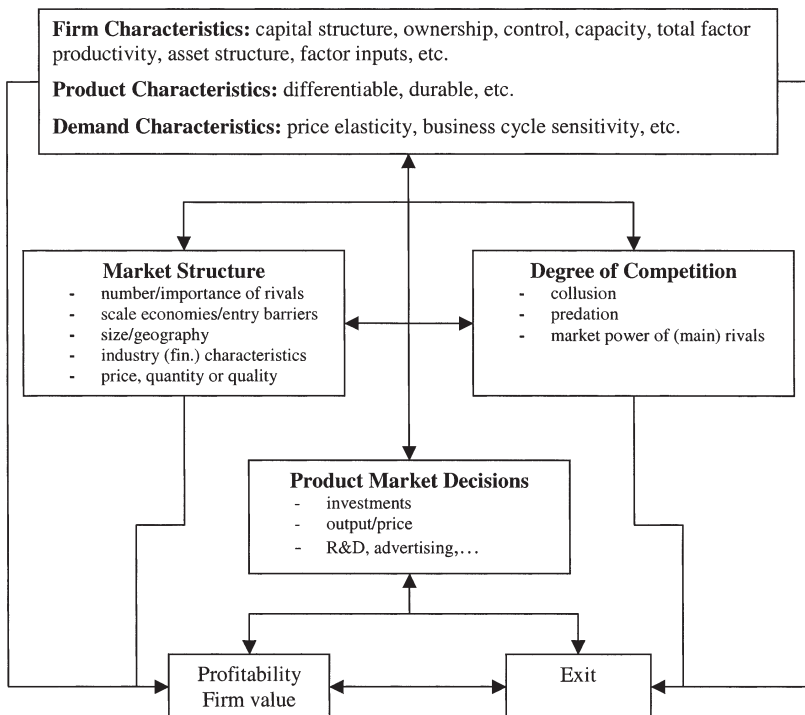 Firm Characteristics: capital structure, ownership, control, capacity, total factor
productivity, asset structure, factor inputs, etc.
Product Characteristics: differentiable, durable, etc.
Demand Characteristics: price elasticity, business cycle sensitivity, etc.
Market Structure
- number/importance of rivals
- scale economies/entry barriers
- size/geography
- industry (fin.) characteristics
- price, quantity or quality
Degree of Competition
- collusion
- predation
- market power of (main) rivals
Product Market Decisions
- investments
- output/price
- R&D, advertising,…
Profitability
Firm value
Exit